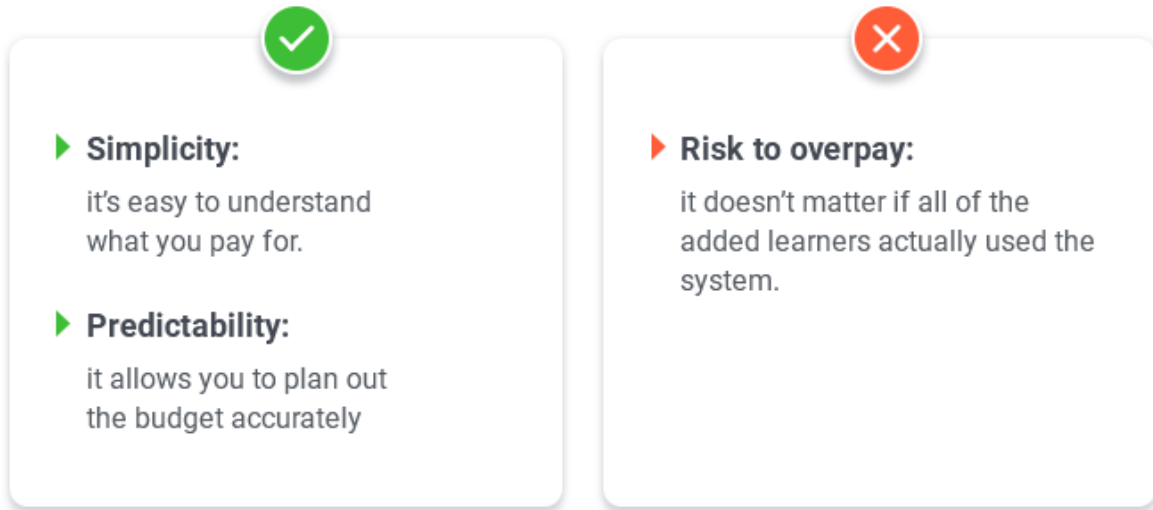 Simplicity:
it’s easy to understand
what you pay for.
Predictability:
it allows you to plan out
the budget accurately
Risk to overpay:
it doesn’t matter if all of the
added learners actually used the
system.